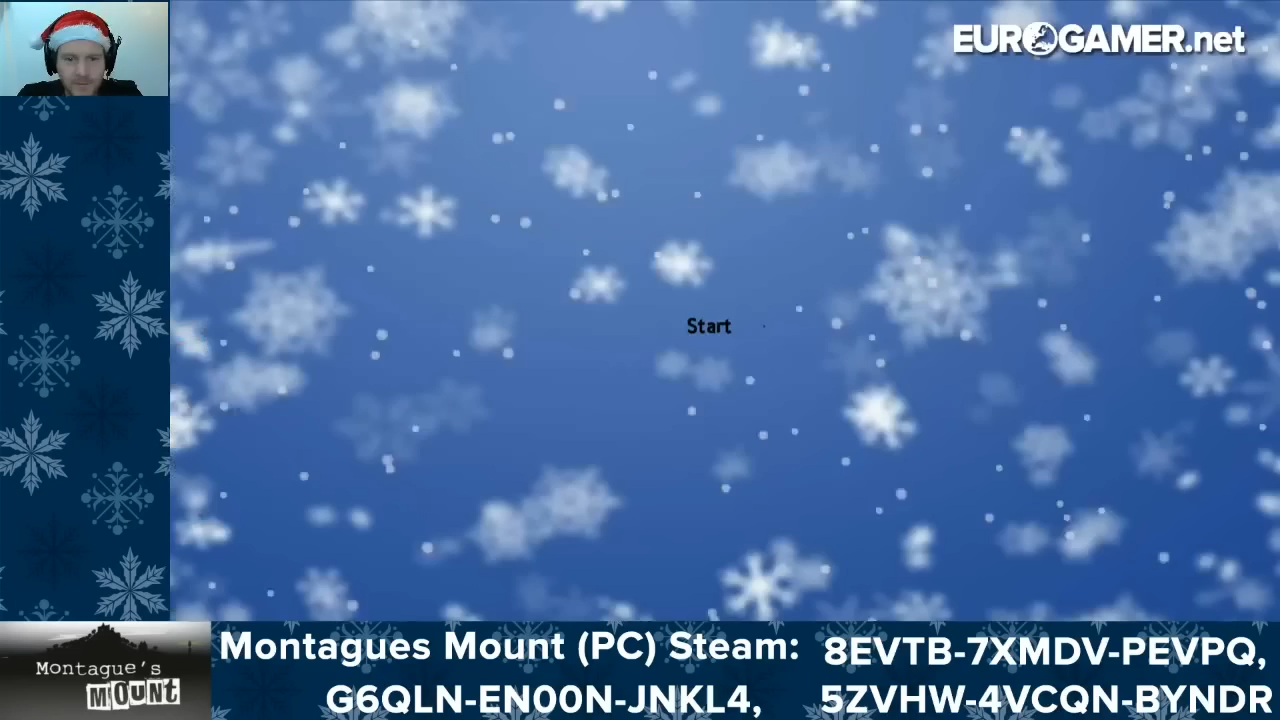 EUROGAMER.net
Start
Montague's
MOUNT
Montagues Mount (PC) Steam: 8EVTB-7XMDV-PEVPQ,
G6QLN-EN00N-JNKL4, 5ZVHW-4VCQN-BYNDR